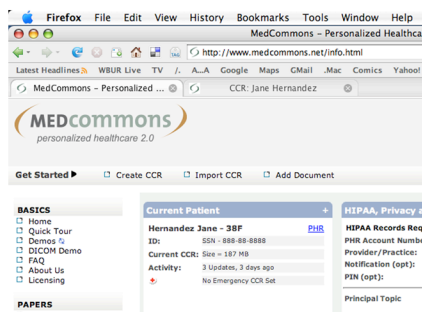 Firefox File Edit View History Bookmarks Tools Window Help
MedCommons – Personalized Healthca
http://www.medcommons.net/info.html
Latest Headlines WBUR Live TV /. A...A Google Maps GMail .Mac Comics Yahoo!
MedCommons – Personalized ... CCR: Jane Hernandez
MEDcommons
personalized healthcare 2.0
Get Started Create CCR Import CCR Add Document
BASICS
Home
Quick Tour
Demos
DICOM Demo
FAQ
About Us
Licensing
PAPERS
Current Patient +
Hernandez Jane - 38F PHR
ID: SSN - 888-88-8888
Current CCR: Size = 187 MB
Activity: 3 Updates, 3 days ago
No Emergency CCR Set
HIPAA, Privacy a
HIPAA Records Req
PHR Account Numbe
Provider/Practice:
Notification (opt):
PIN (opt):
Principal Topic